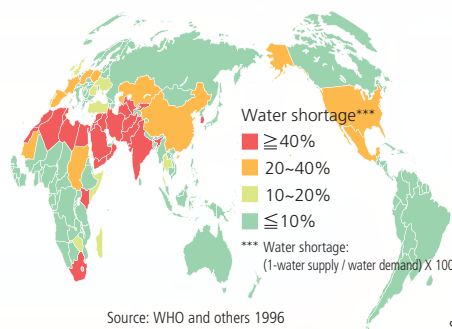 Water shortage***
≧40%
20~40%
10~20%
≦10%
*** Water shortage:
(1-water supply / water demand) X 100
Source: WHO and others 1996